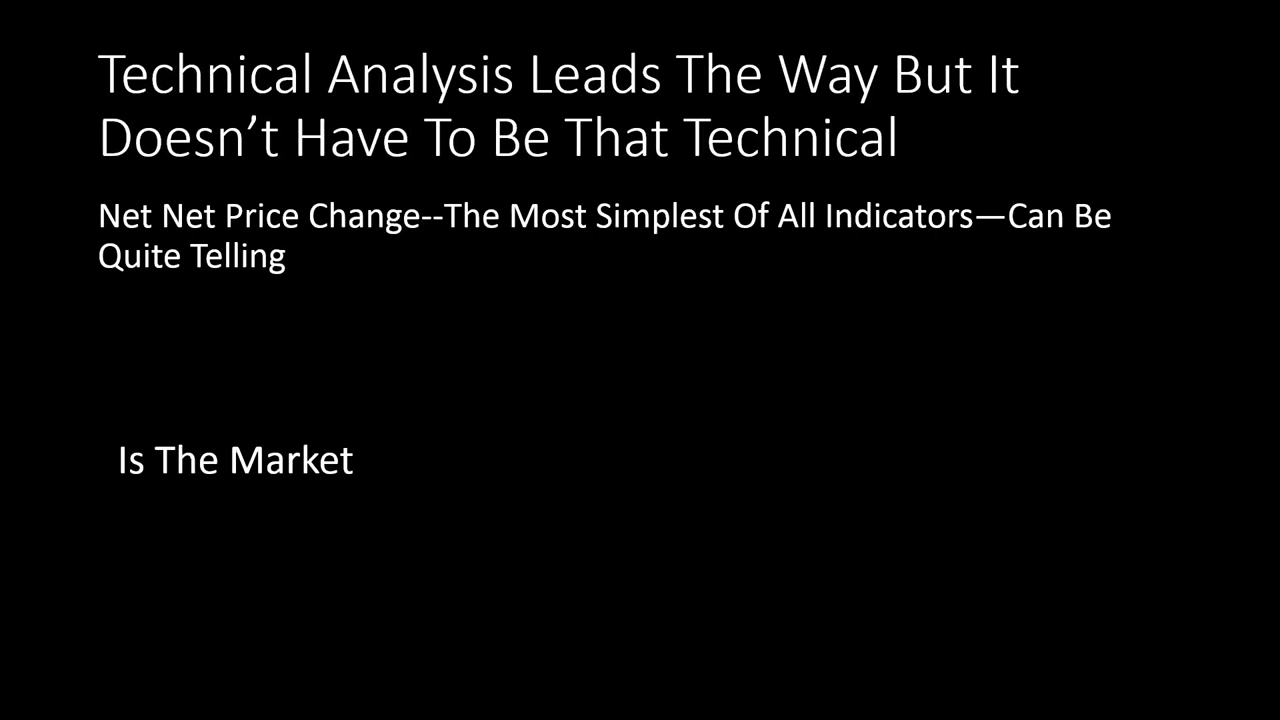 Technical Analysis Leads The Way But It
Doesn’t Have To Be That Technical
Net Net Price Change--The Most Simplest Of All Indicators—Can Be
Quite Telling
Is The Market